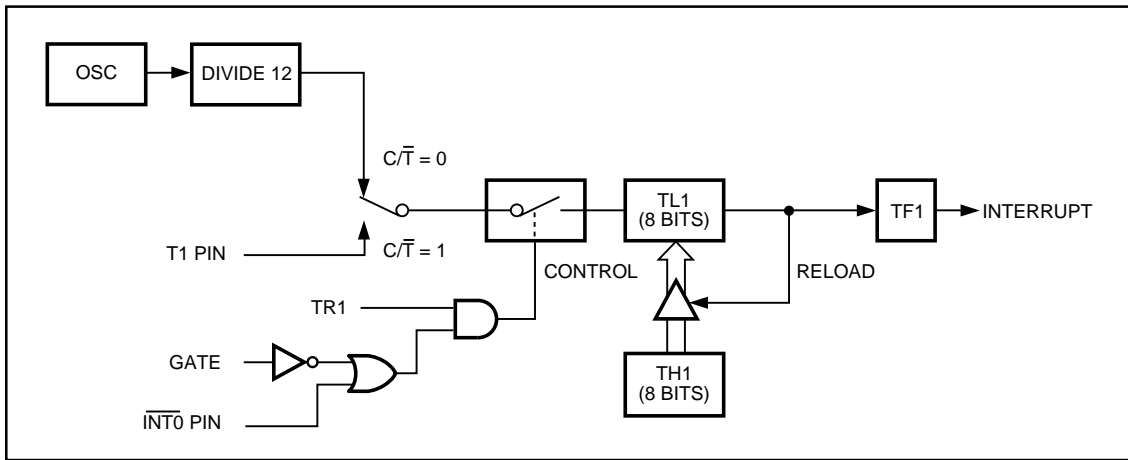 OSC
DIVIDE 12
C/T̅ = 0
T1 PIN
C/T̅ = 1
TL1
(8 BITS)
TF1
INTERRUPT
CONTROL
RELOAD
TR1
GATE
I̅N̅T̅0̅ PIN
TH1
(8 BITS)